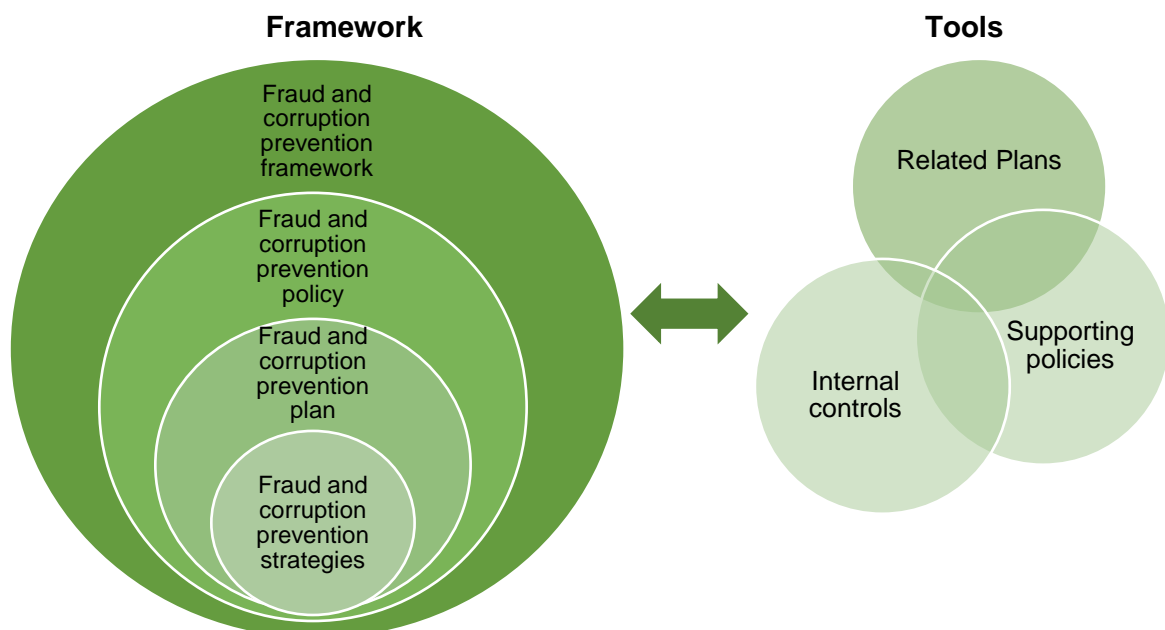 Framework
Fraud and
corruption
prevention
framework
Fraud and
corruption
prevention
policy
Fraud and
corruption
prevention
plan
Fraud and
corruption
prevention
strategies
Tools
Related Plans
Supporting
policies
Internal
controls